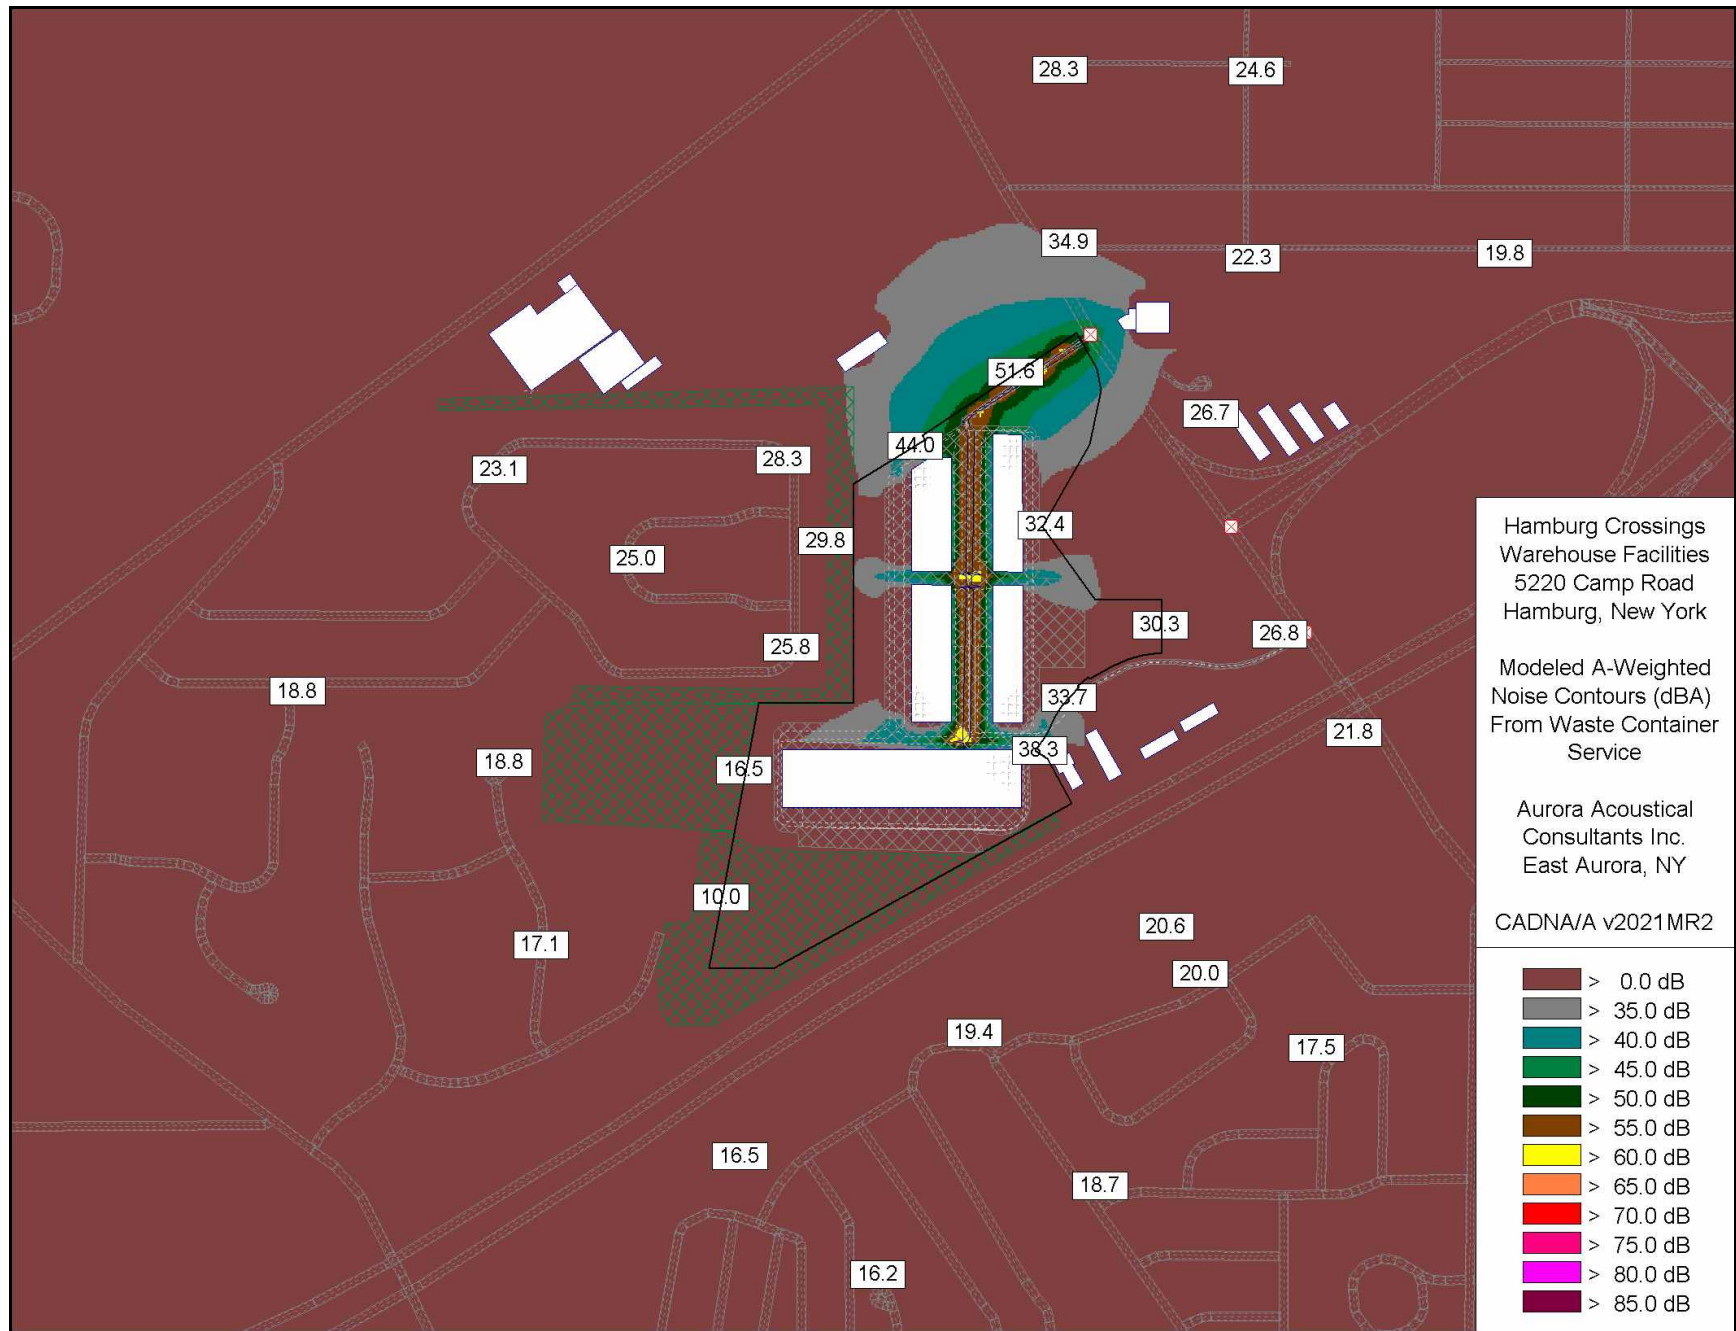 28.3
24.6
34.9
22.3
19.8
51.6
26.7
44.0
28.3
23.1
32.4
29.8
25.0
30.3
26.8
25.8
18.8
33.7
21.8
38.3
18.8
16.5
10.0
17.1
20.6
20.0
19.4
17.5
16.5
18.7
16.2
Hamburg Crossings
Warehouse Facilities
5220 Camp Road
Hamburg, New York
Modeled A-Weighted
Noise Contours (dBA)
From Waste Container
Service
Aurora Acoustical
Consultants Inc.
East Aurora, NY
CADNA/A v2021MR2
> 0.0 dB
> 35.0 dB
> 40.0 dB
> 45.0 dB
> 50.0 dB
> 55.0 dB
> 60.0 dB
> 65.0 dB
> 70.0 dB
> 75.0 dB
> 80.0 dB
> 85.0 dB